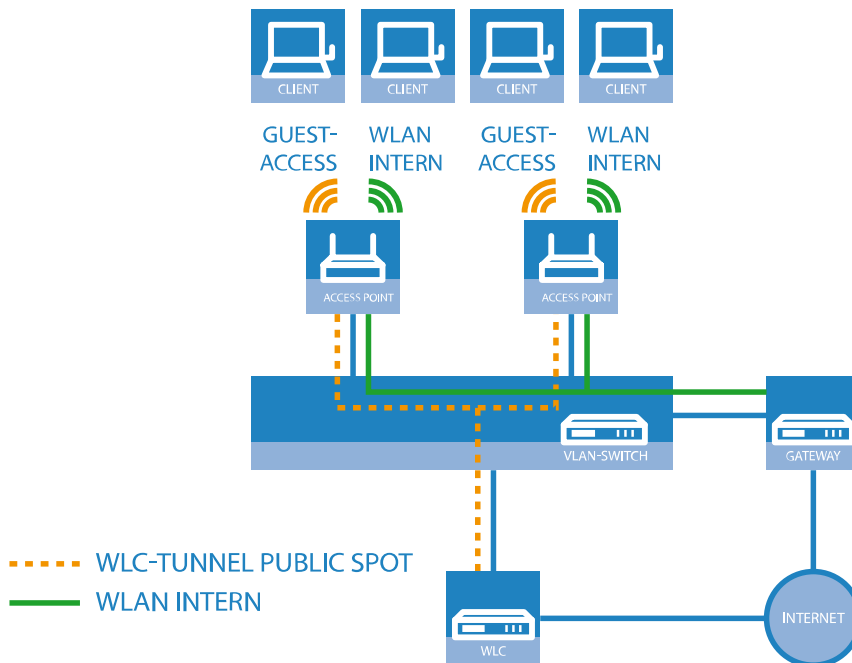 CLIENT
CLIENT
CLIENT
CLIENT
GUEST-
ACCESS
WLAN
INTERN
GUEST-
ACCESS
WLAN
INTERN
ACCESS POINT
ACCESS POINT
VLAN-SWITCH
GATEWAY
WLC-TUNNEL PUBLIC SPOT
WLAN INTERN
WLC
INTERNET